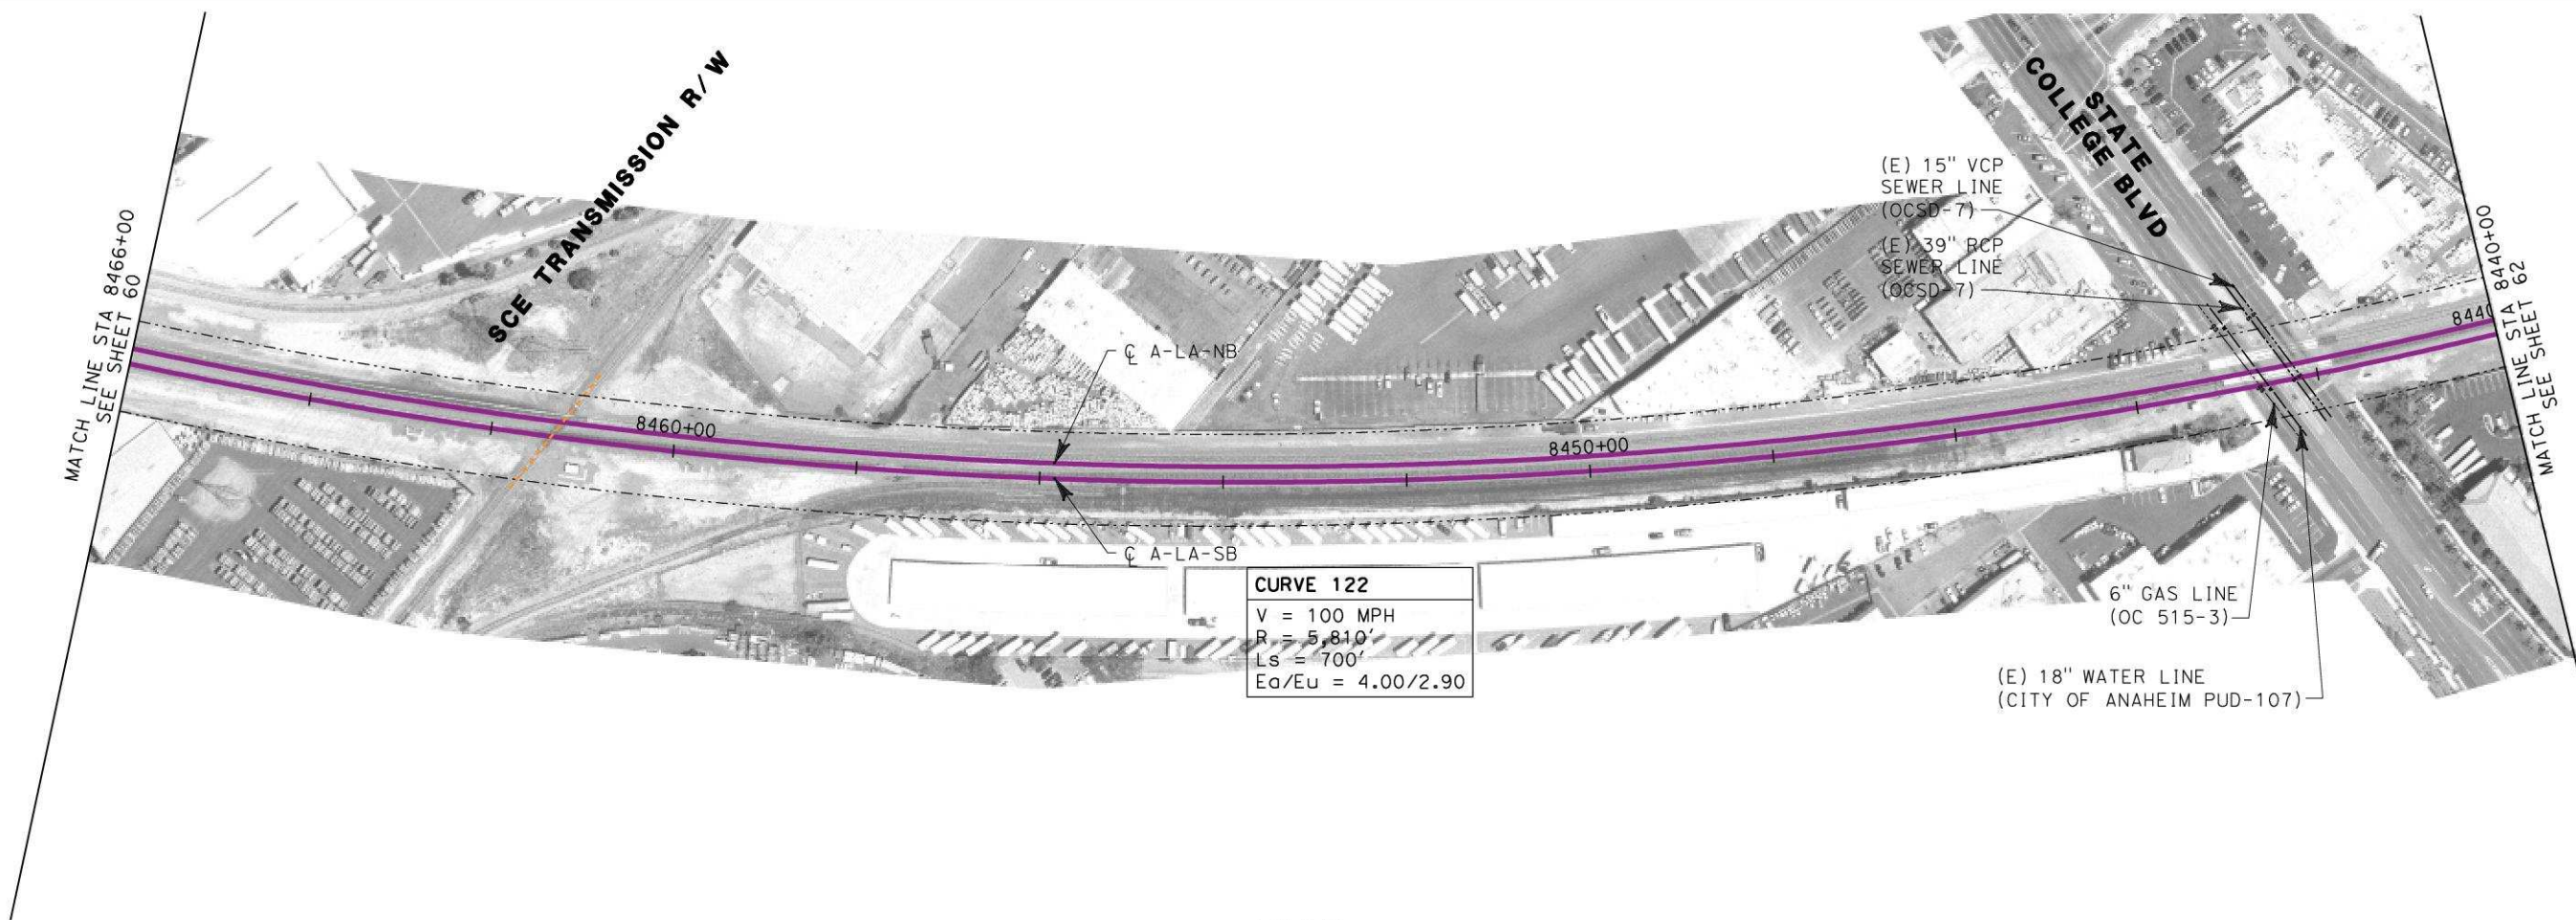 MATCH LINE STA 8466+00
SEE SHEET 60
SCE TRANSMISSION R/W
8460+00
℄ A-LA-NB
℄ A-LA-SB
8450+00
CURVE 122
V = 100 MPH
R = 5,810'
Ls = 700'
Ea/Eu = 4.00/2.90
STATE
COLLEGE BLVD
(E) 15" VCP
SEWER LINE
(OCSD-7)
(E) 39" RCP
SEWER LINE
(OCSD-7)
6" GAS LINE
(OC 515-3)
(E) 18" WATER LINE
(CITY OF ANAHEIM PUD-107)
8440
MATCH LINE STA 8440+00
SEE SHEET 62